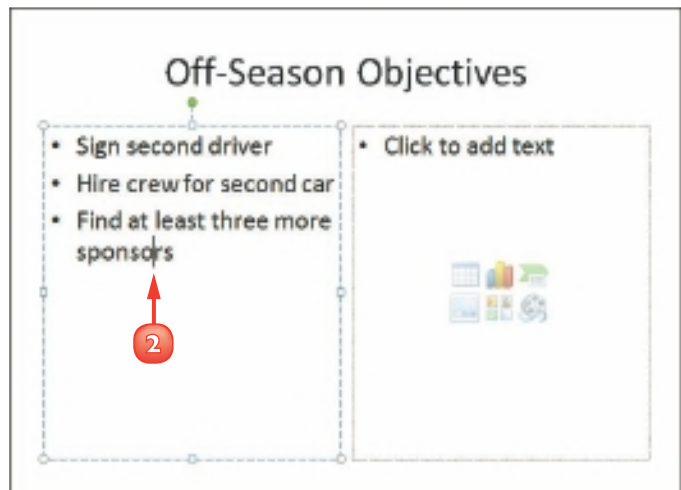 Off-Season Objectives
• Sign second driver
• Hire crew for second car
• Find at least three more
sponsors
2
• Click to add text